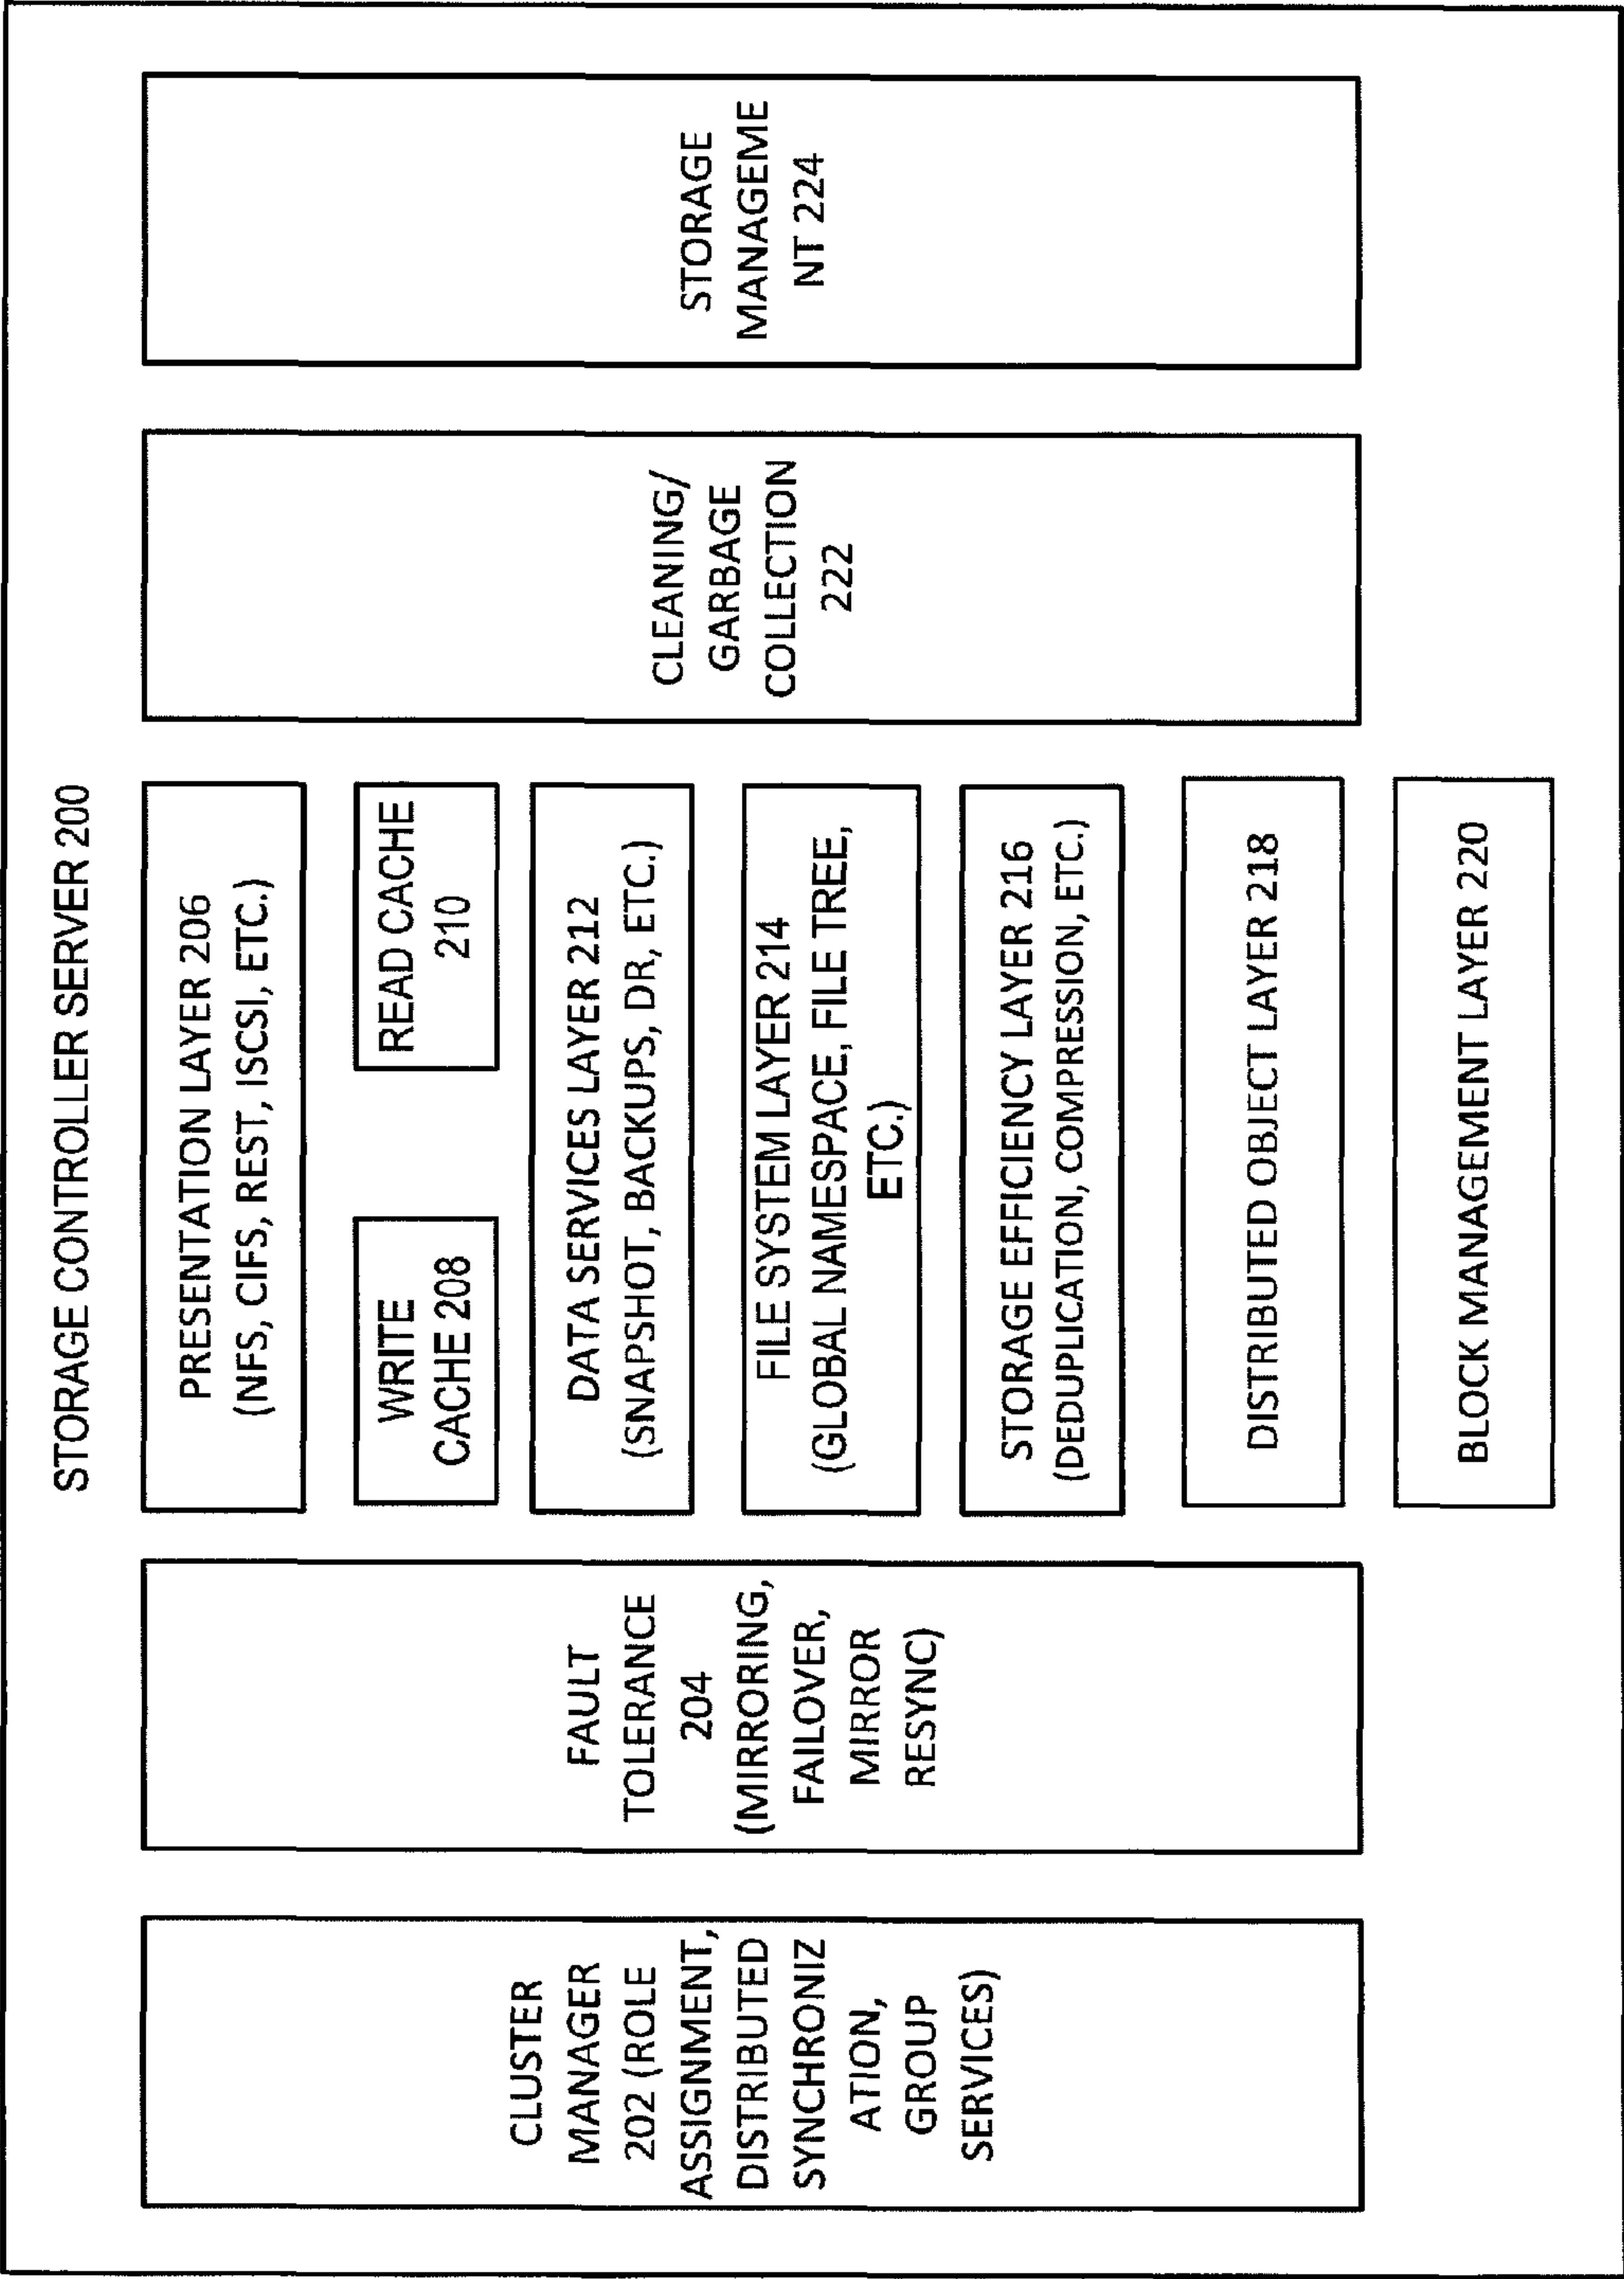 STORAGE CONTROLLER SERVER 200
CLUSTER
MANAGER
202 (ROLE
ASSIGNMENT,
DISTRIBUTED
SYNCHRONIZ
ATION,
GROUP
SERVICES)
FAULT
TOLERANCE
204
(MIRRORING,
FAILOVER,
MIRROR
RESYNC)
PRESENTATION LAYER 206
(NFS, CIFS, REST, ISCSI, ETC.)
WRITE
CACHE 208
READ CACHE
210
DATA SERVICES LAYER 212
(SNAPSHOT, BACKUPS, DR, ETC.)
FILE SYSTEM LAYER 214
(GLOBAL NAMESPACE, FILE TREE,
ETC.)
STORAGE EFFICIENCY LAYER 216
(DEDUPLICATION, COMPRESSION, ETC.)
DISTRIBUTED OBJECT LAYER 218
BLOCK MANAGEMENT LAYER 220
CLEANING/
GARBAGE
COLLECTION
222
STORAGE
MANAGEME
NT 224